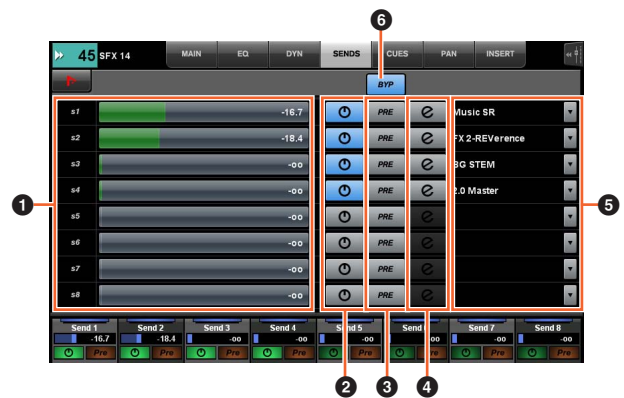 6
45 SFX 14 MAIN EQ DYN SENDS CUES PAN INSERT
BYP
s1 -16.7 PRE e Music SR
s2 -18.4 PRE e FX 2-REVerence
s3 -oo PRE e BG STEM
s4 -oo PRE e 2.0 Master
s5 -oo PRE e
s6 -oo PRE e
s7 -oo PRE e
s8 -oo PRE e
1
5
Send 1 Send 2 Send 3 Send 4 Send 5 Send 6 Send 7 Send 8
-16.7 -18.4 -oo -oo -oo -oo -oo -oo
Pre Pre Pre Pre Pre Pre Pre Pre
2 3 4